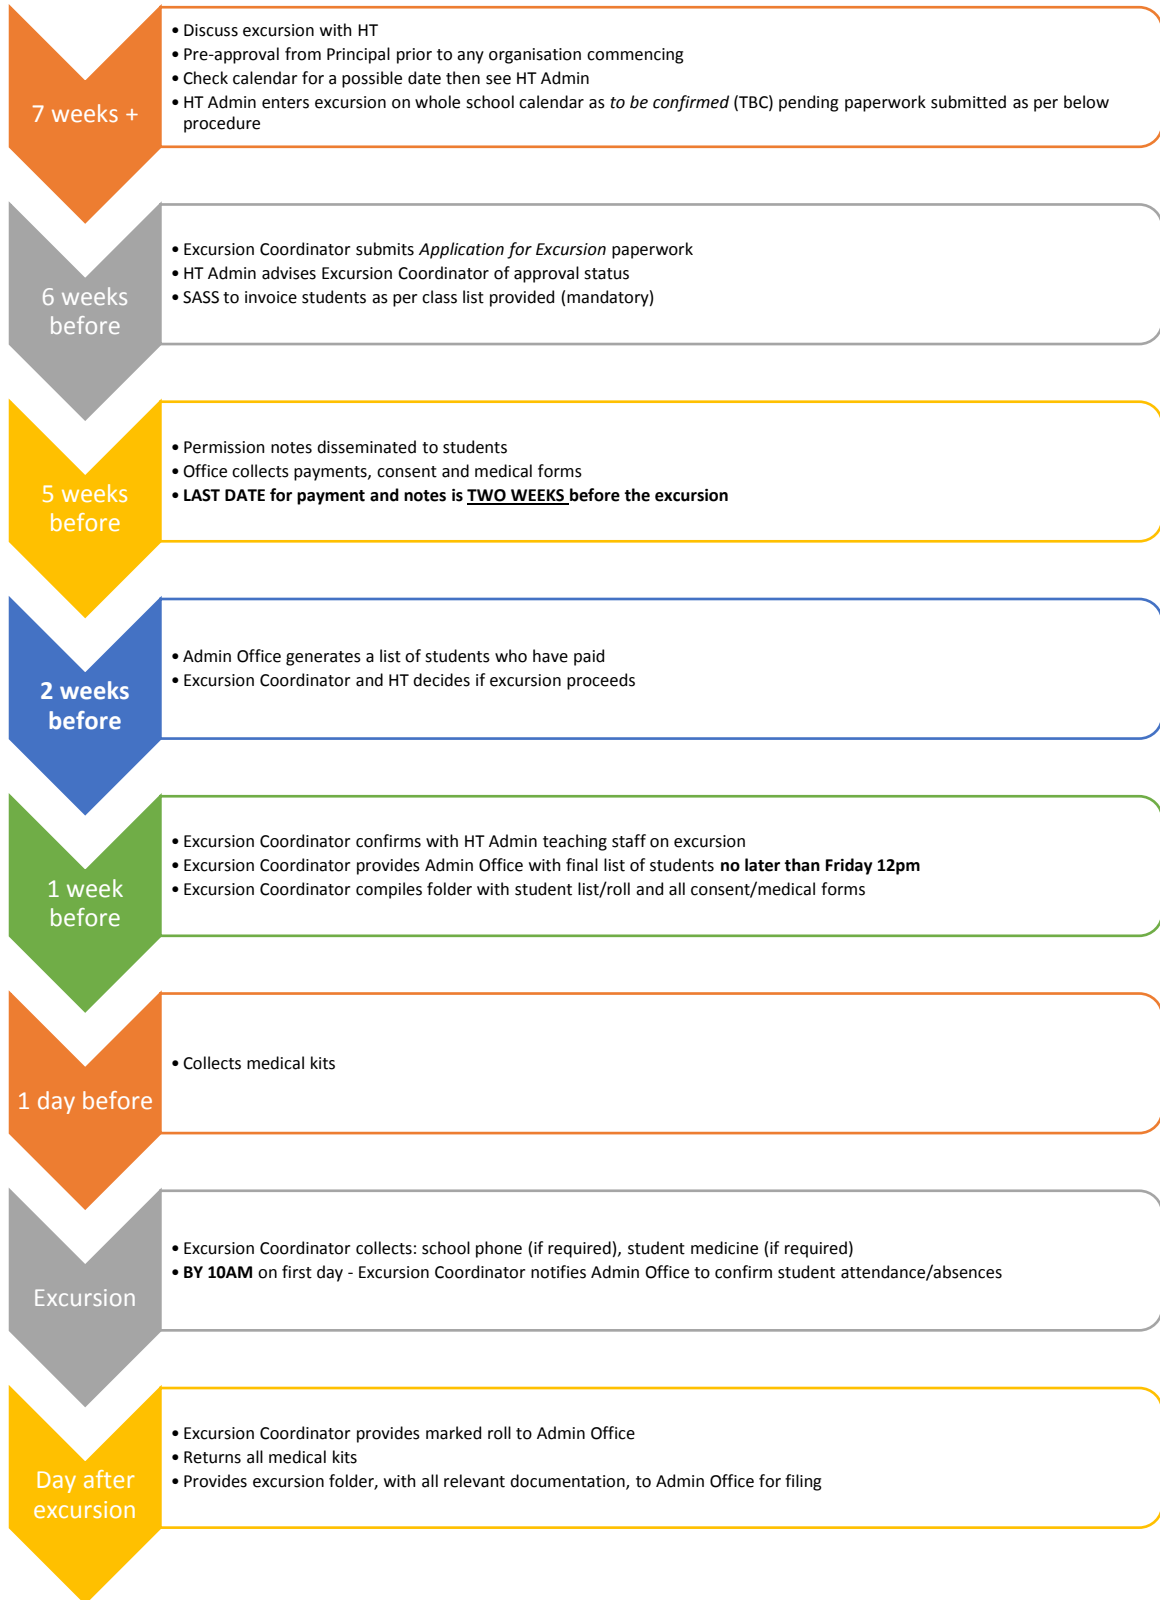 7 weeks +
• Discuss excursion with HT
• Pre-approval from Principal prior to any organisation commencing
• Check calendar for a possible date then see HT Admin
• HT Admin enters excursion on whole school calendar as to be confirmed (TBC) pending paperwork submitted as per below
procedure
6 weeks
before
• Excursion Coordinator submits Application for Excursion paperwork
• HT Admin advises Excursion Coordinator of approval status
• SASS to invoice students as per class list provided (mandatory)
5 weeks
before
• Permission notes disseminated to students
• Office collects payments, consent and medical forms
• LAST DATE for payment and notes is TWO WEEKS before the excursion
2 weeks
before
• Admin Office generates a list of students who have paid
• Excursion Coordinator and HT decides if excursion proceeds
1 week
before
• Excursion Coordinator confirms with HT Admin teaching staff on excursion
• Excursion Coordinator provides Admin Office with final list of students no later than Friday 12pm
• Excursion Coordinator compiles folder with student list/roll and all consent/medical forms
1 day before
• Collects medical kits
Excursion
• Excursion Coordinator collects: school phone (if required), student medicine (if required)
• BY 10AM on first day - Excursion Coordinator notifies Admin Office to confirm student attendance/absences
Day after
excursion
• Excursion Coordinator provides marked roll to Admin Office
• Returns all medical kits
• Provides excursion folder, with all relevant documentation, to Admin Office for filing